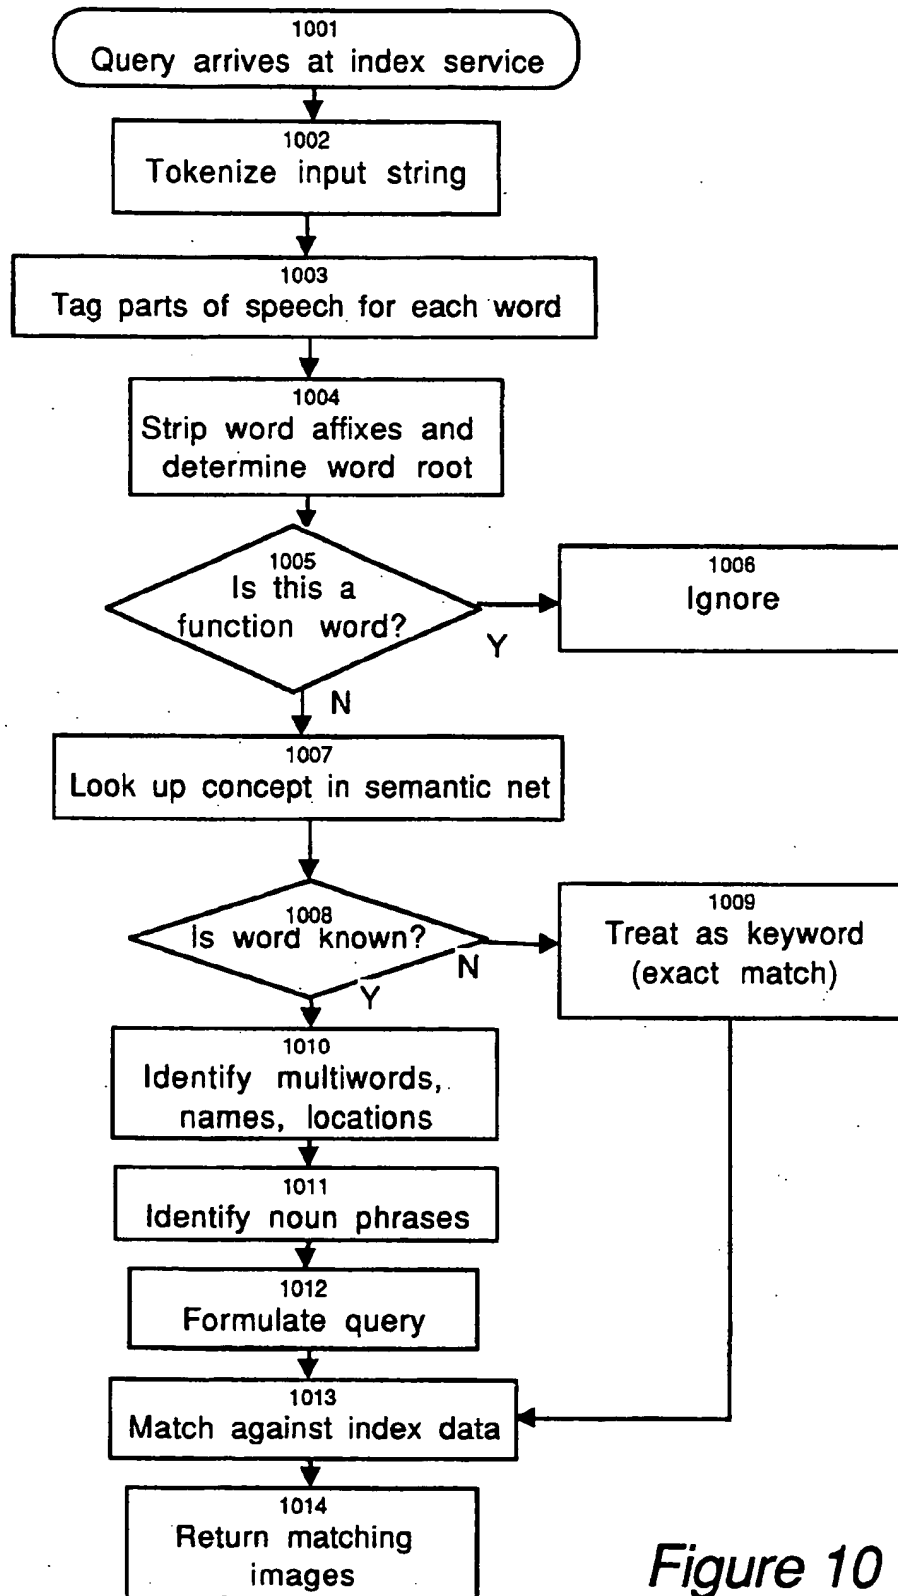 1001
Query arrives at index service
1002
Tokenize input string
1003
Tag parts of speech for each word
1004
Strip word affixes and
determine word root
1005
Is this a
function word?
Y
N
1006
Ignore
1007
Look up concept in semantic net
1008
Is word known?
N
Y
1009
Treat as keyword
(exact match)
1010
Identify multiwords,
names, locations
1011
Identify noun phrases
1012
Formulate query
1013
Match against index data
1014
Return matching
images
Figure 10